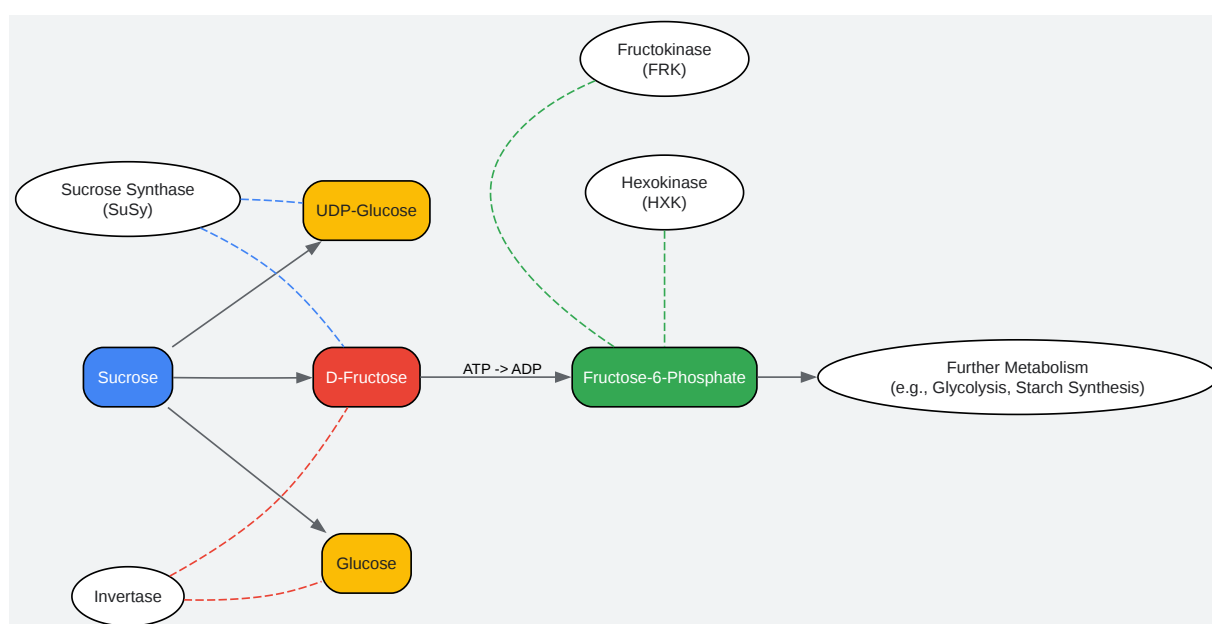 Fructokinase
(FRK)
Hexokinase
(HXK)
Sucrose Synthase
(SuSy)
UDP-Glucose
Sucrose
D-Fructose
ATP -> ADP
Fructose-6-Phosphate
Further Metabolism
(e.g., Glycolysis, Starch Synthesis)
Glucose
Invertase